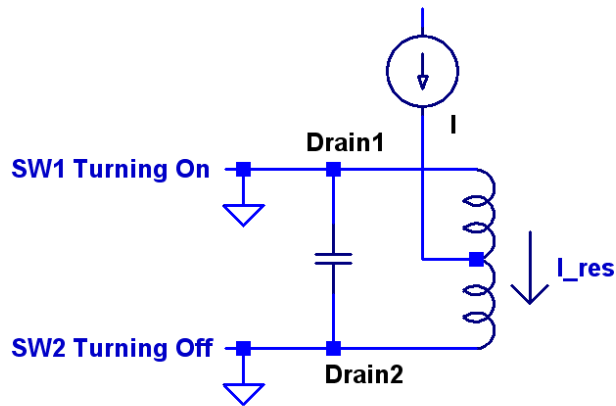 I
Drain1
SW1 Turning On
I_res
SW2 Turning Off
Drain2